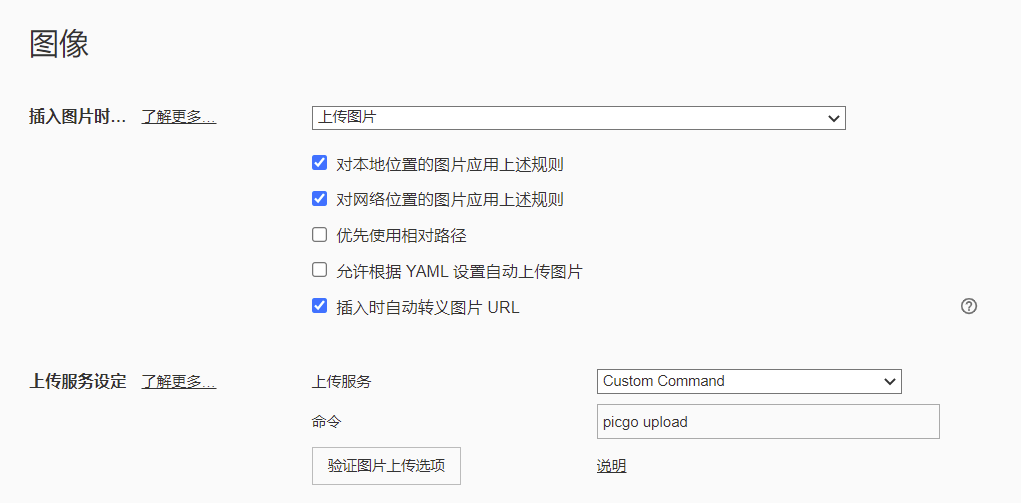 图像
插入图片时... 了解更多... 上传图片
对本地位置的图片应用上述规则
对网络位置的图片应用上述规则
优先使用相对路径
允许根据 YAML 设置自动上传图片
插入时自动转义图片 URL ?
上传服务设定 了解更多... 上传服务 Custom Command
命令 picgo upload
验证图片上传选项 说明